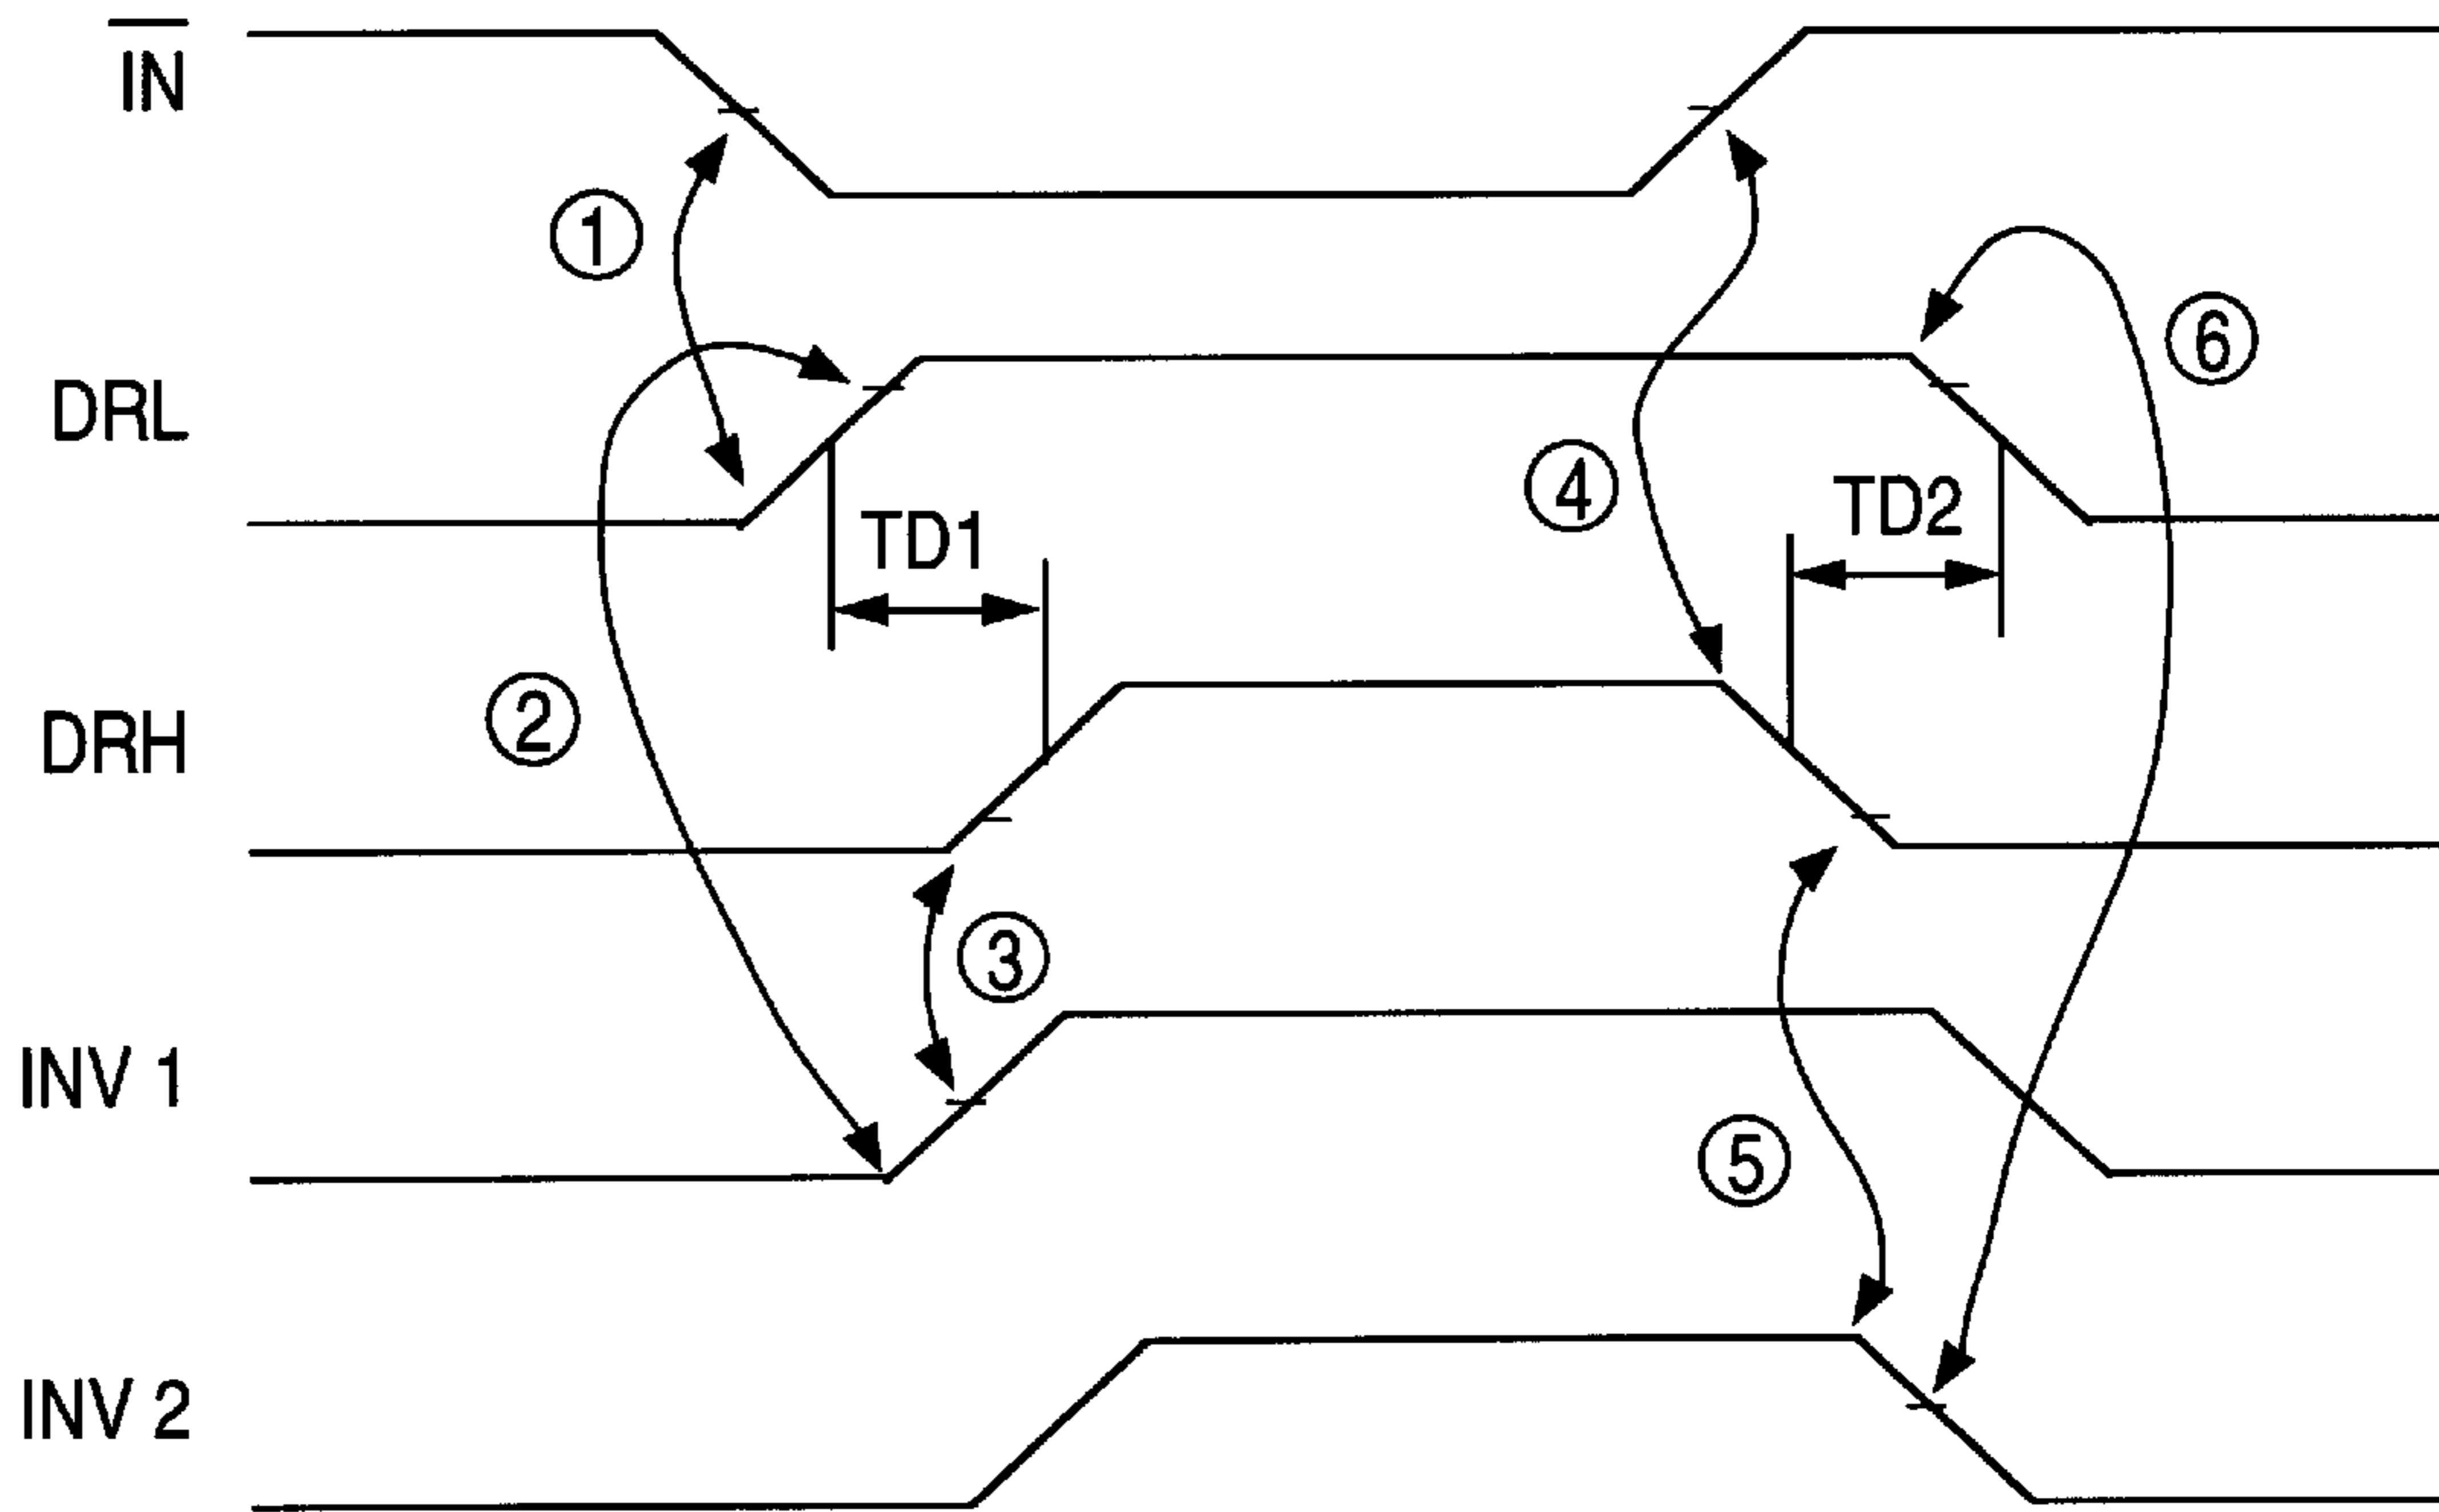 IN
①
⑥
DRL
④
TD2
TD1
②
DRH
③
INV 1
⑤
INV 2